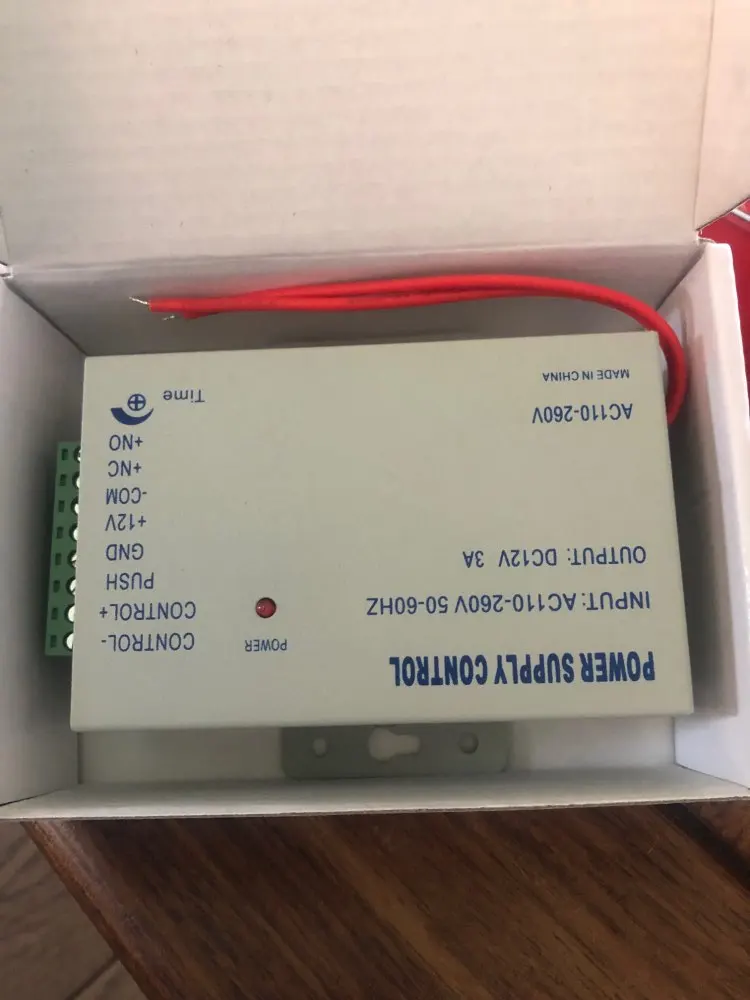 POWER SUPPLY CONTROL
INPUT: AC110-260V 50-60HZ
OUTPUT: DC12V 3A
AC110-260V
MADE IN CHINA
POWER
CONTROL-
CONTROL+
PUSH
GND
+12V
-COM
+NC
+NO
Time